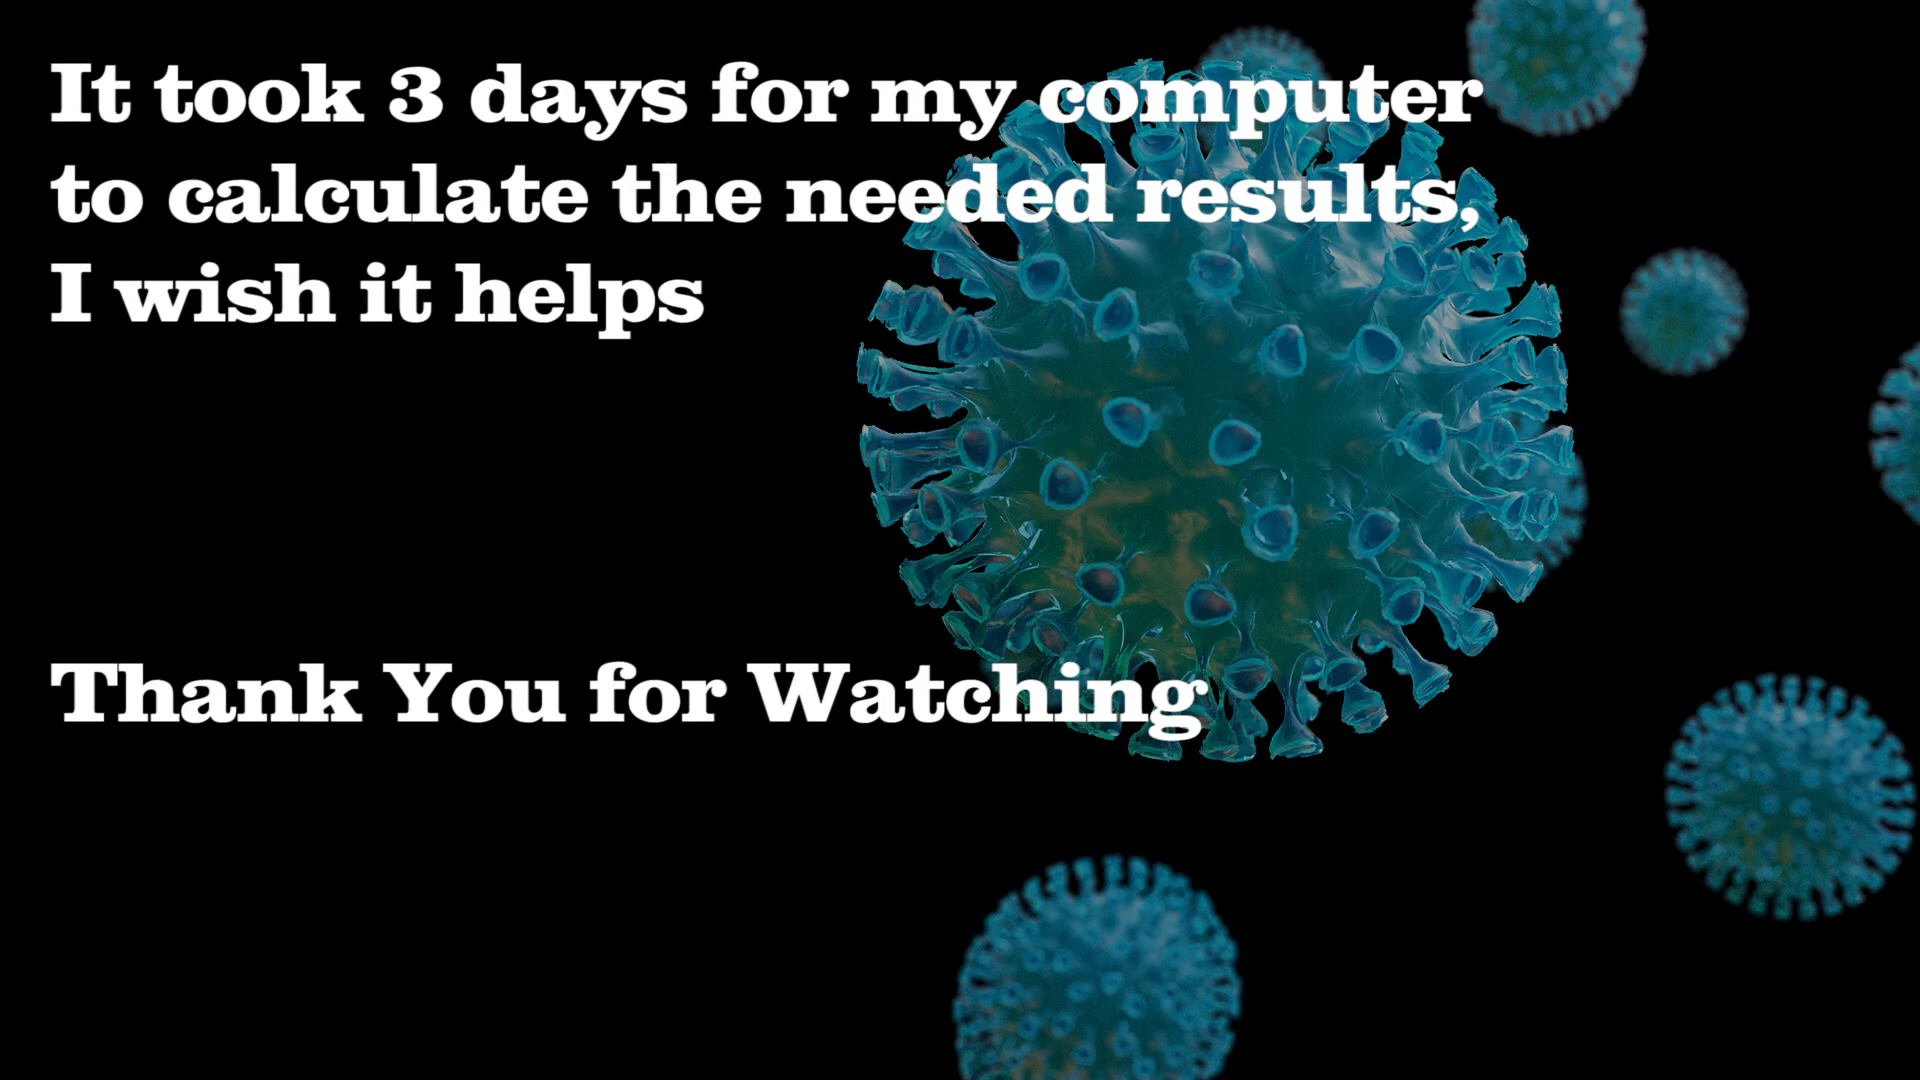 It took 3 days for my computer
to calculate the needed results,
I wish it helps
Thank You for Watching